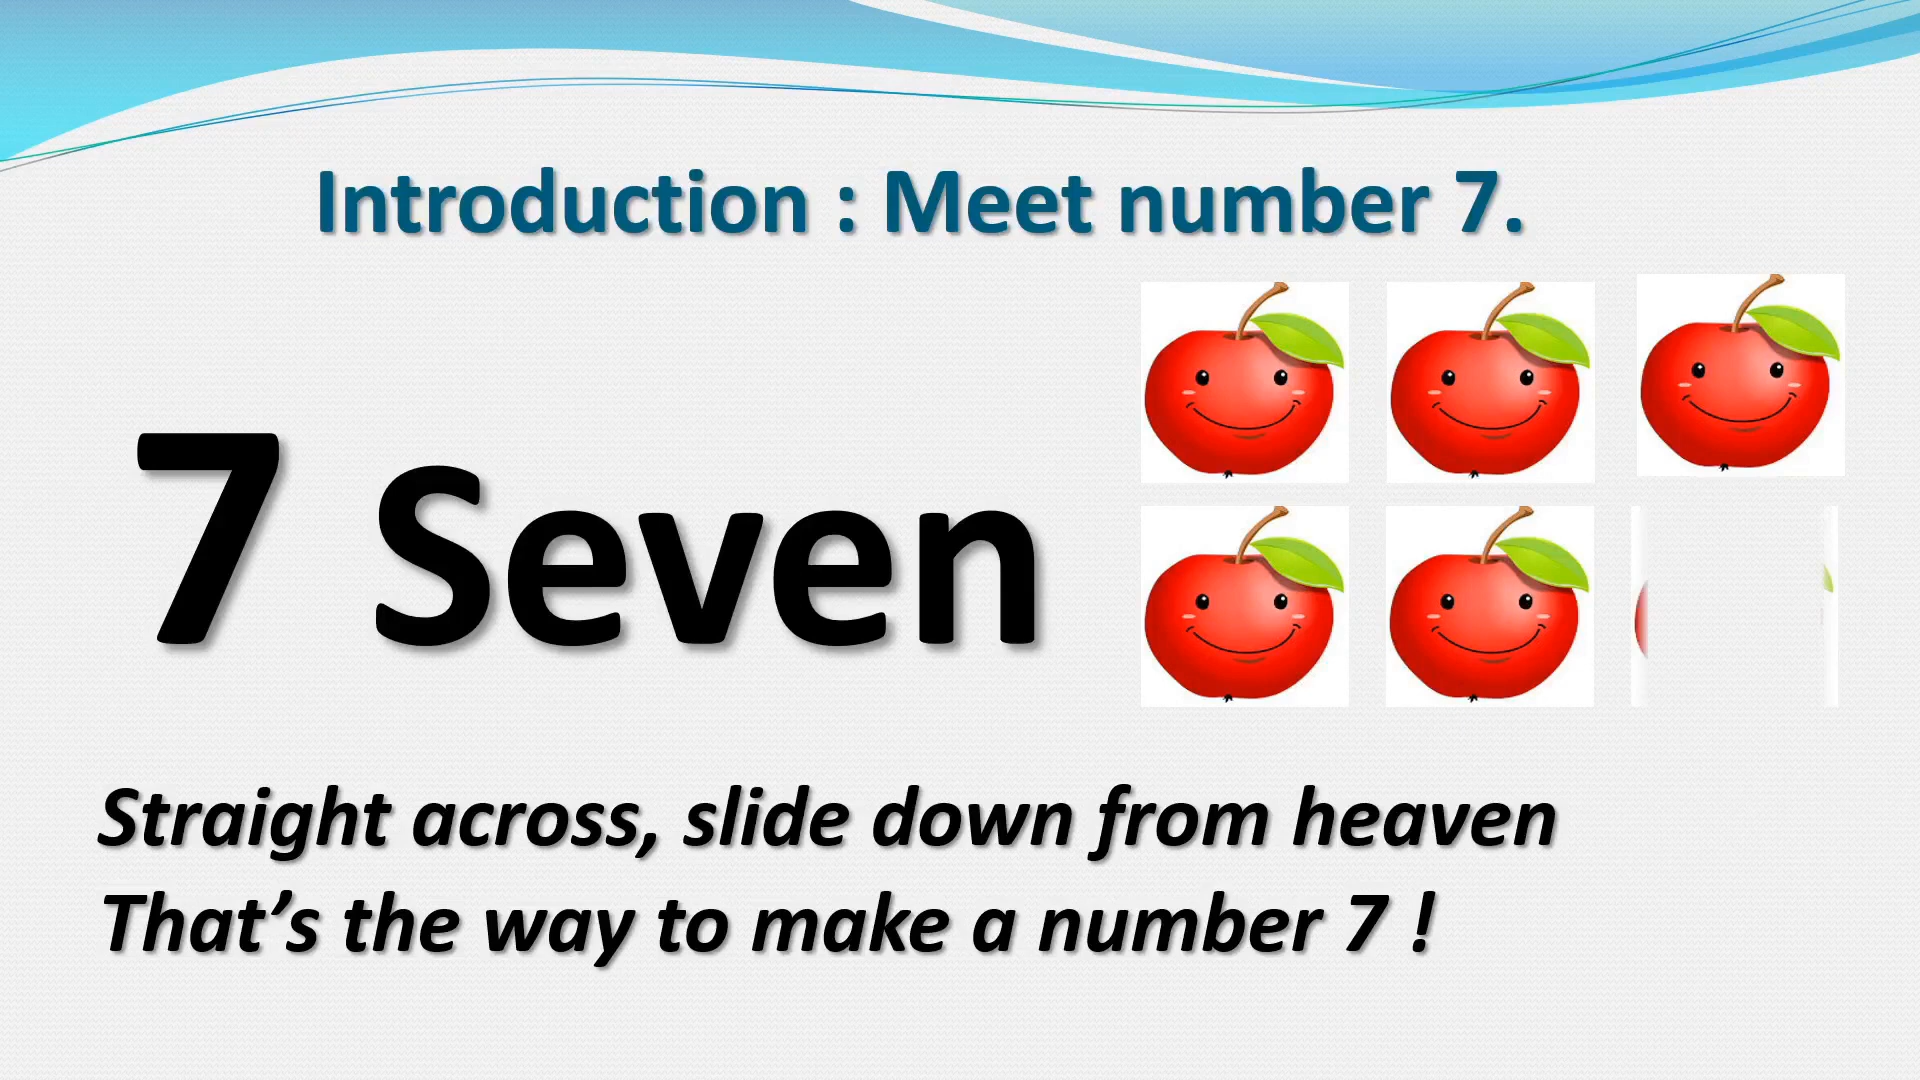 Introduction : Meet number 7.
7 Seven
Straight across, slide down from heaven
That’s the way to make a number 7 !